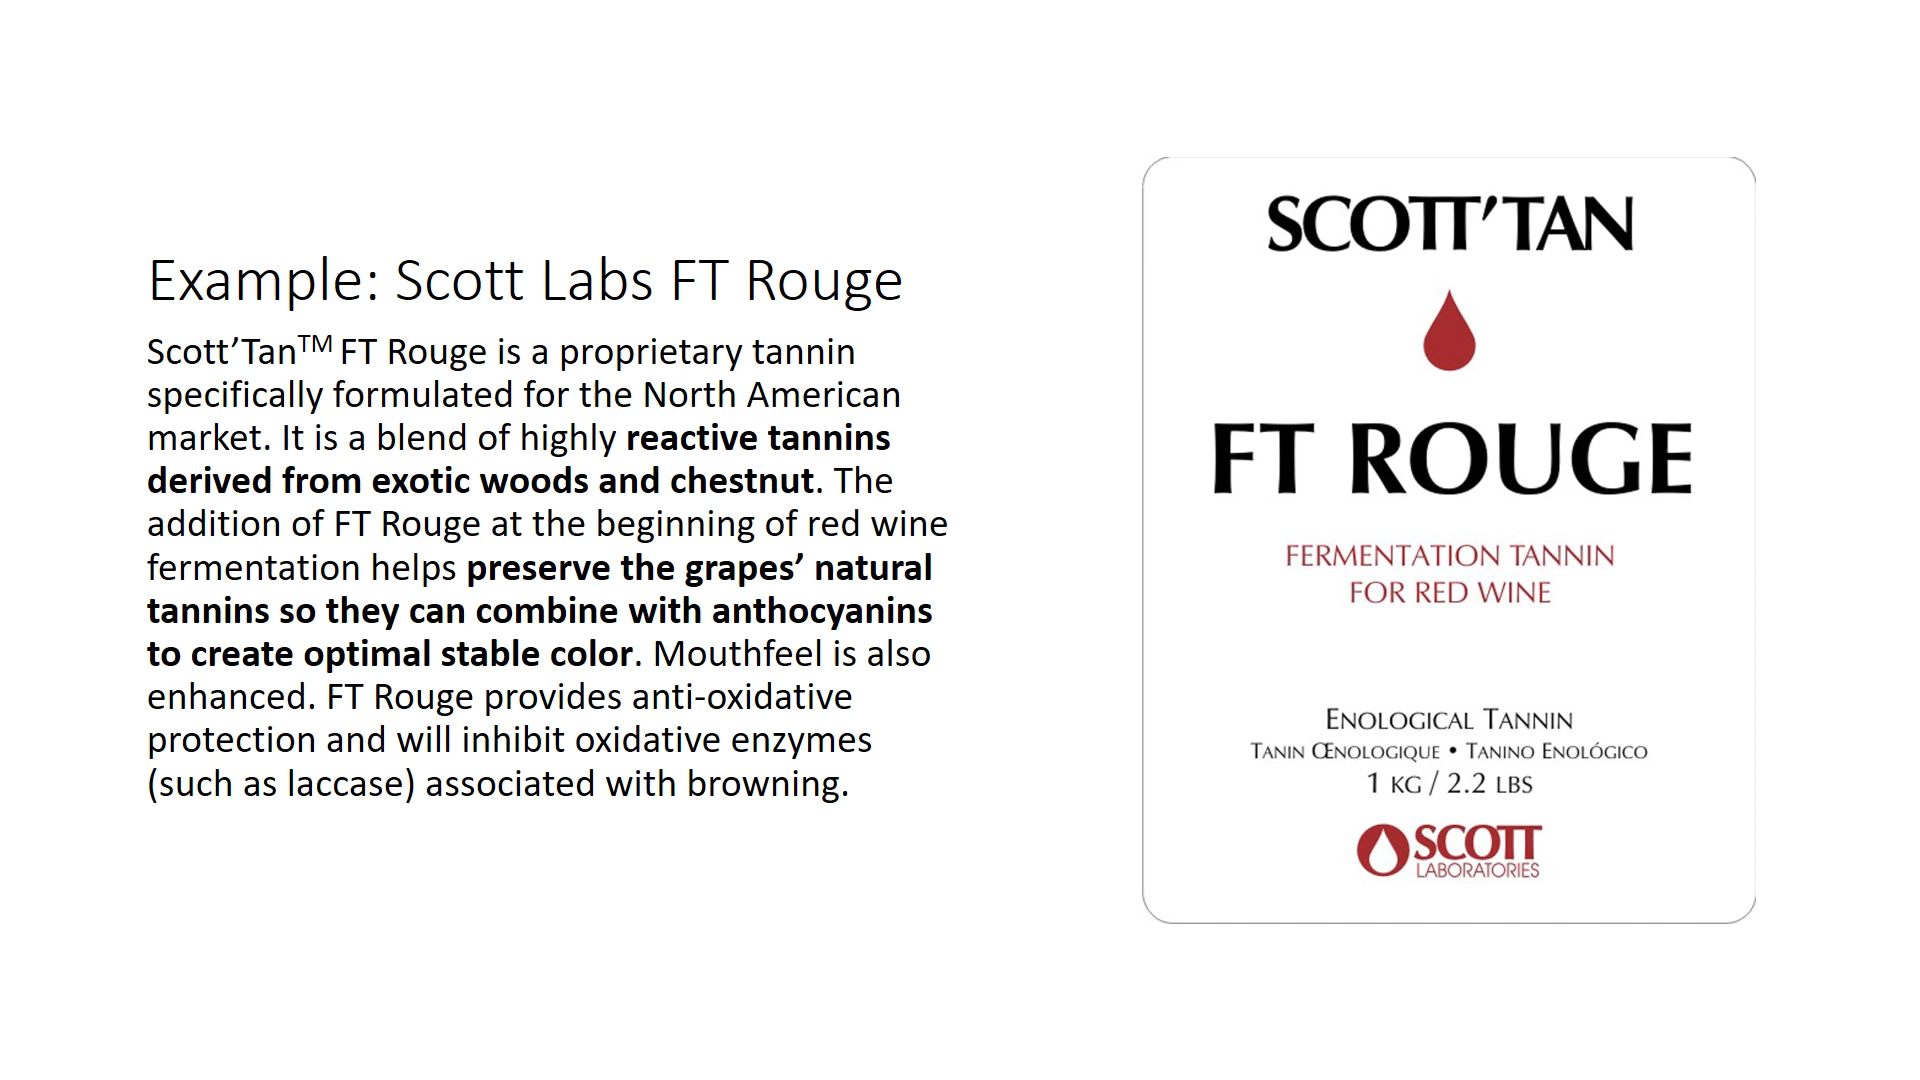 Example: Scott Labs FT Rouge
Scott’Tan™ FT Rouge is a proprietary tannin
specifically formulated for the North American
market. It is a blend of highly reactive tannins
derived from exotic woods and chestnut. The
addition of FT Rouge at the beginning of red wine
fermentation helps preserve the grapes’ natural
tannins so they can combine with anthocyanins
to create optimal stable color. Mouthfeel is also
enhanced. FT Rouge provides anti-oxidative
protection and will inhibit oxidative enzymes
(such as laccase) associated with browning.
SCOTT’TAN
FT ROUGE
FERMENTATION TANNIN
FOR RED WINE
ENOLOGICAL TANNIN
TANIN ŒNOLOGIQUE • TANINO ENOLÓGICO
1 KG / 2.2 LBS
SCOTT
LABORATORIES